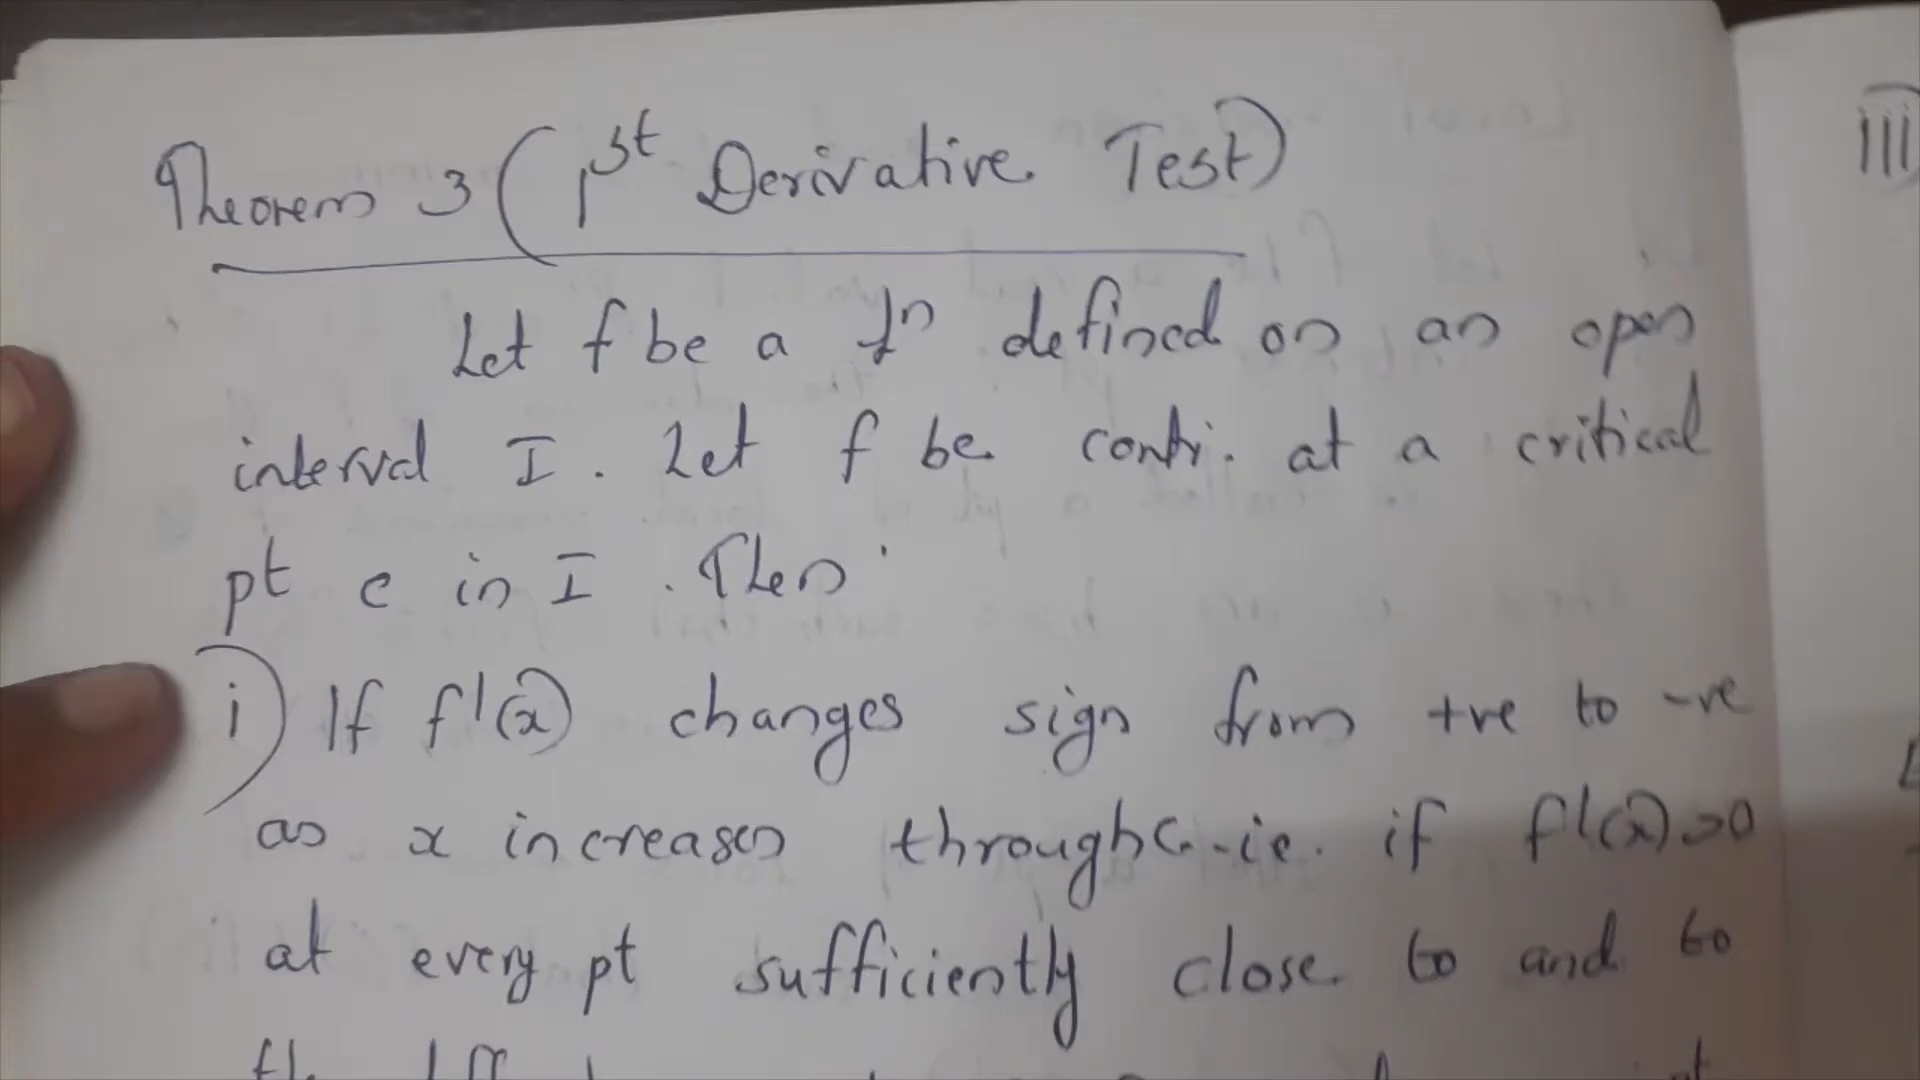 Theorem 3 (1st Derivative Test)
Let f be a fn defined on an open
interval I. Let f be conti. at a critical
pt c in I. Then
i) If f'(x) changes sign from +ve to -ve
as x increases through c. ie. if f'(x)>0
at every pt sufficiently close to and to
III